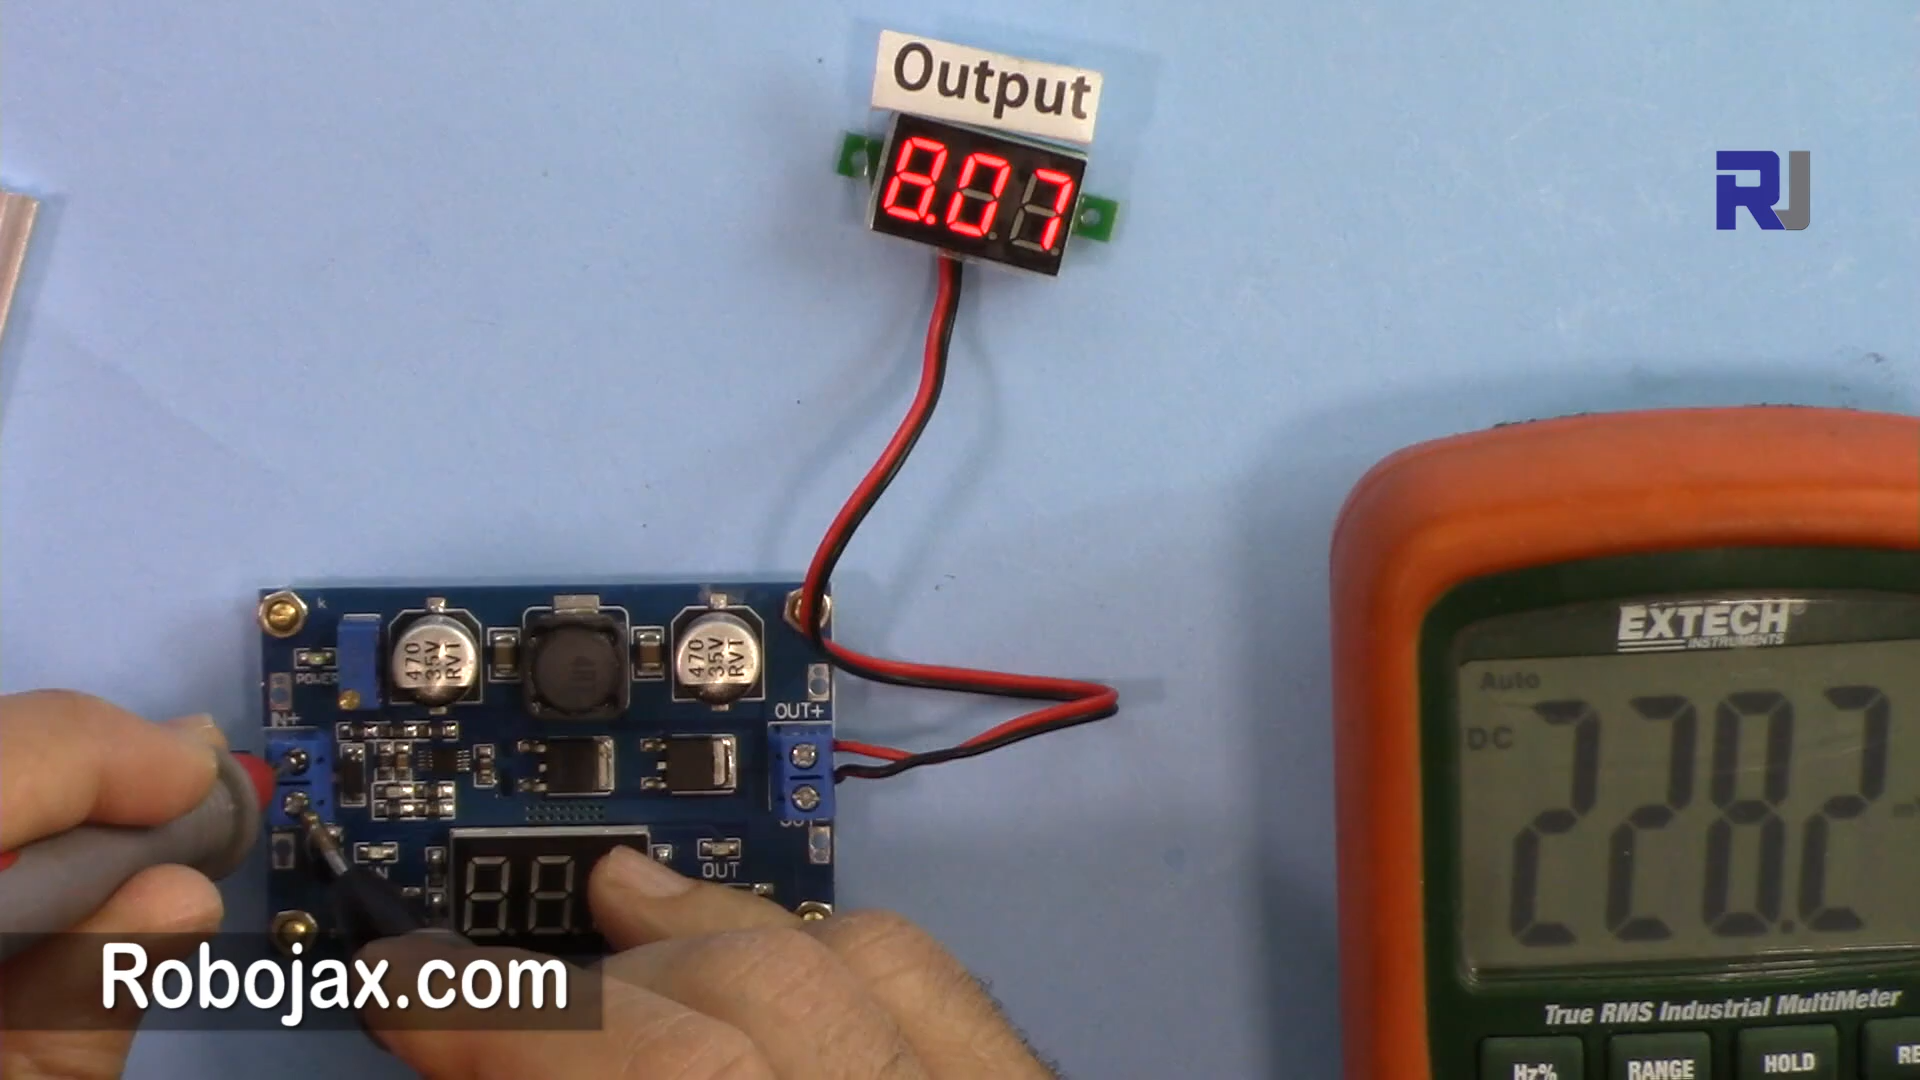 Output
8.07
RJ
EXTECH
INSTRUMENTS
Auto
DC
228.2
True RMS Industrial MultiMeter
Hz%
RANGE
HOLD
k
470
35V
RVT
470
35V
RVT
POWER
IN+
OUT+
OUT
Robojax.com